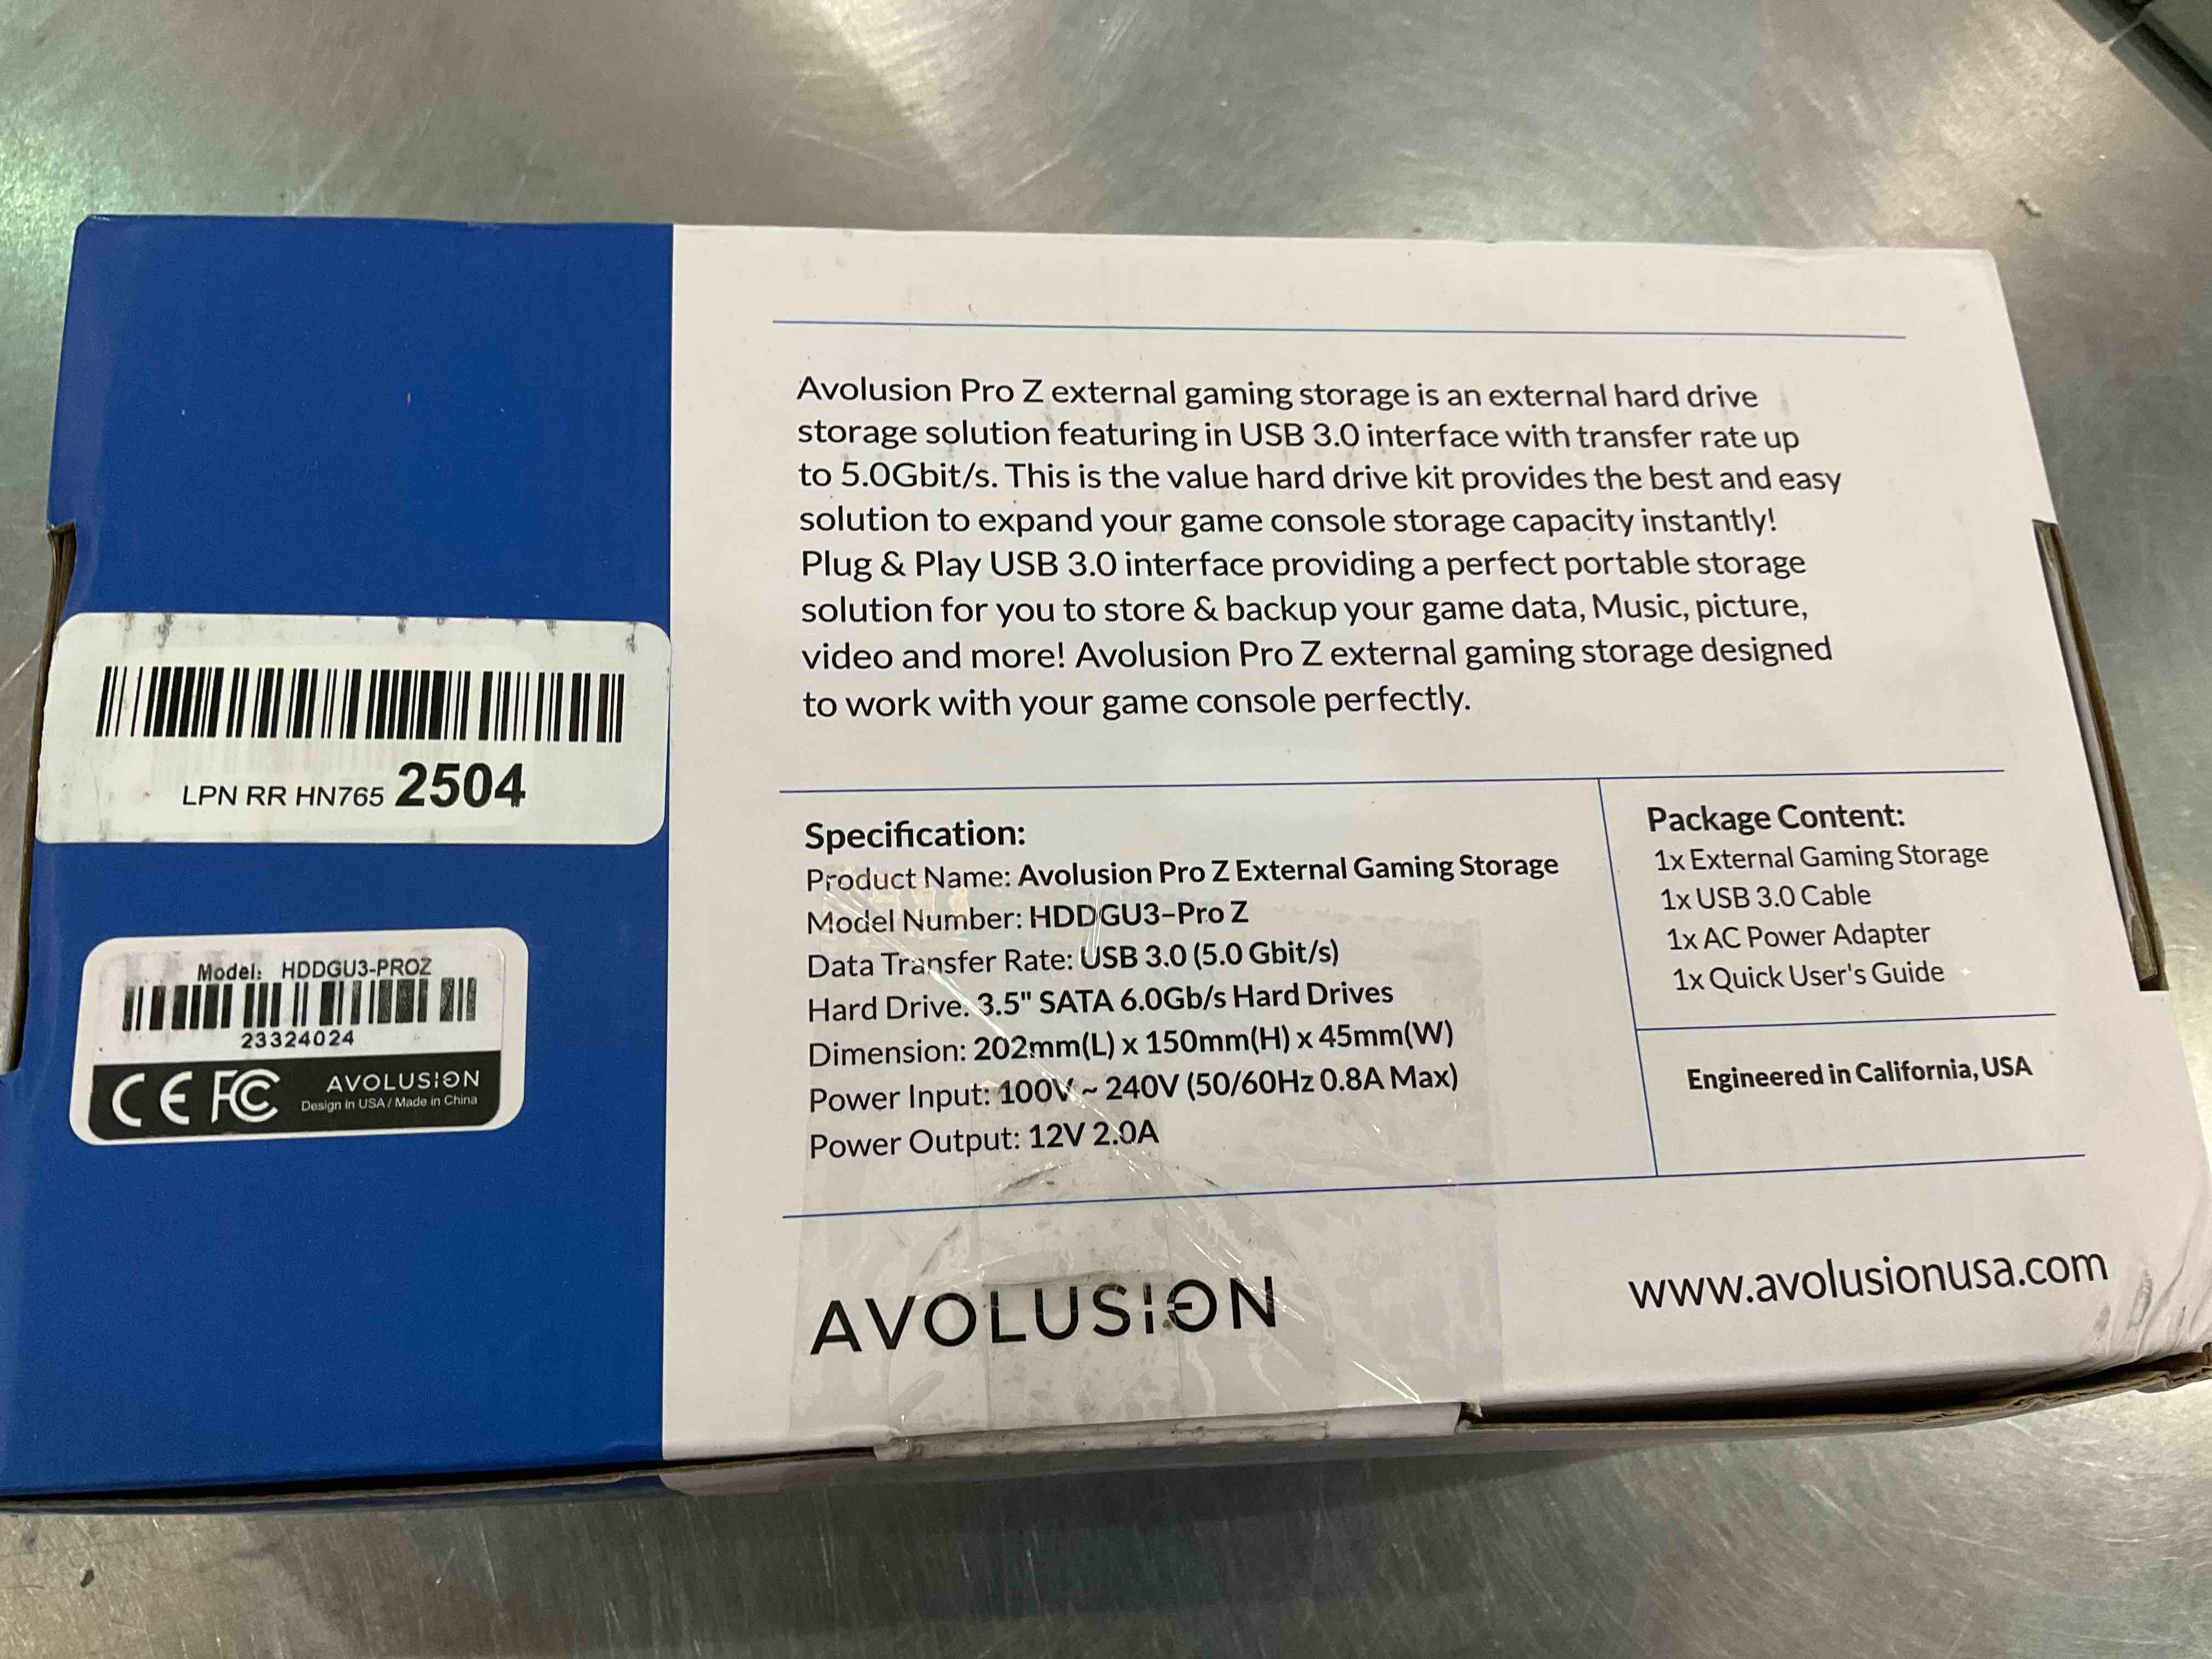 Avolusion Pro Z external gaming storage is an external hard drive
storage solution featuring in USB 3.0 interface with transfer rate up
to 5.0Gbit/s. This is the value hard drive kit provides the best and easy
solution to expand your game console storage capacity instantly!
Plug & Play USB 3.0 interface providing a perfect portable storage
solution for you to store & backup your game data, Music, picture,
video and more! Avolusion Pro Z external gaming storage designed
to work with your game console perfectly.
LPN RR HN765 2504
Model: HDDGU3-PROZ
23324024
CE FC AVOLUSION
Design in USA / Made in China
Specification:
Product Name: Avolusion Pro Z External Gaming Storage
Model Number: HDDGU3-Pro Z
Data Transfer Rate: USB 3.0 (5.0 Gbit/s)
Hard Drive: 3.5" SATA 6.0Gb/s Hard Drives
Dimension: 202mm(L) x 150mm(H) x 45mm(W)
Power Input: 100V ~ 240V (50/60Hz 0.8A Max)
Power Output: 12V 2.0A
Package Content:
1x External Gaming Storage
1x USB 3.0 Cable
1x AC Power Adapter
1x Quick User's Guide
Engineered in California, USA
AVOLUSION
www.avolusionusa.com